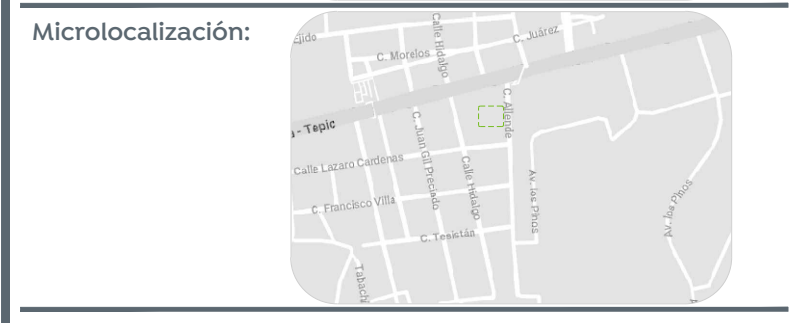 Microlocalización:
Ejido
Calle Hidalgo
C. Juárez
C. Morelos
C. Allende
- Tepic
C. Juan Gil Preciado
Calle Lazaro Cardenas
Calle Hidalgo
Av. los Pinos
Av. los Pinos
C. Francisco Villa
C. Tesistán
Tabachi